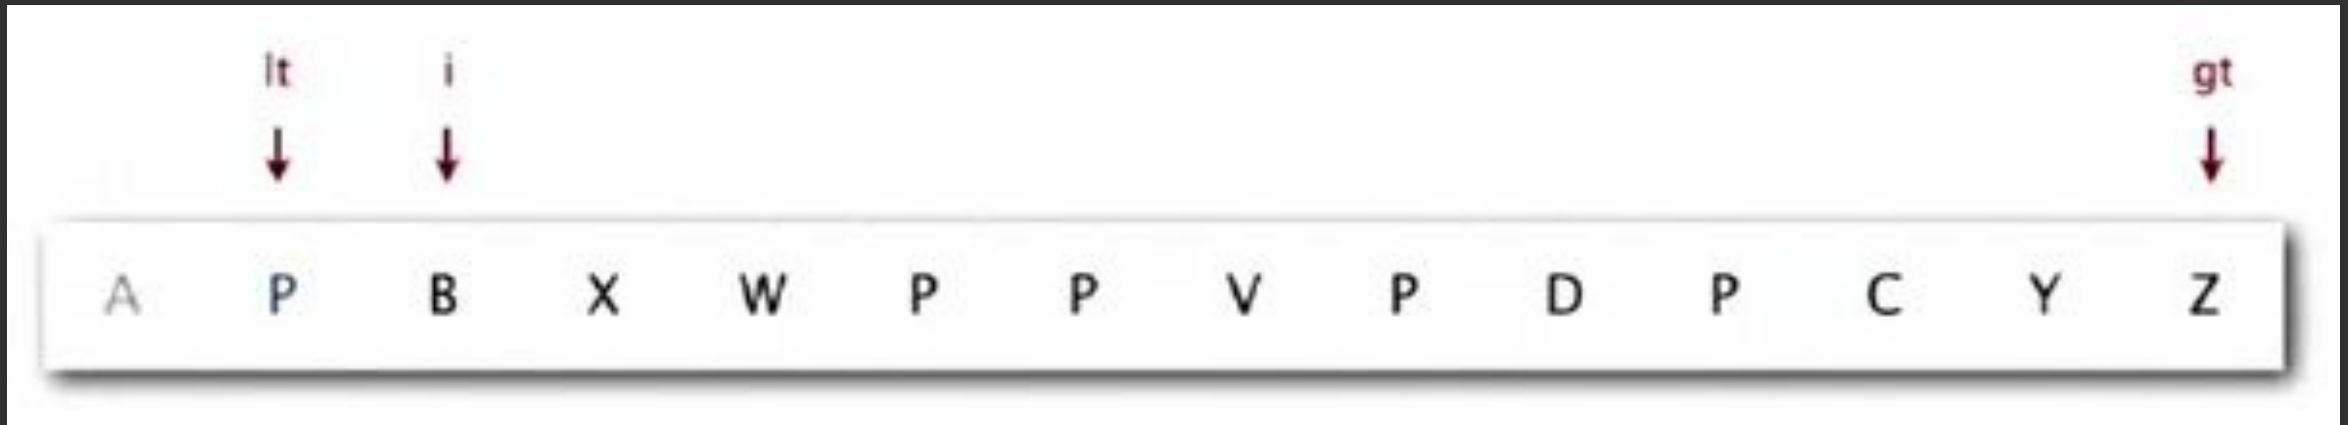 lt i gt
A P B X W P P V P D P C Y Z